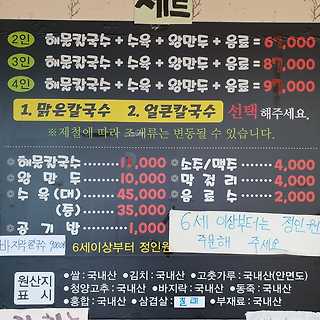 세트
2인 해물칼국수 + 수육 + 왕만두 + 음료 = 6,000
3인 해물칼국수 + 수육 + 왕만두 + 음료 = 8,000
4인 해물칼국수 + 수육 + 왕만두 + 음료 = 9,000
1. 맑은칼국수 2. 얼큰칼국수 선택해주세요.
※제철에 따라 조개류는 변동될 수 있습니다.
해물칼국수 ,000 소주/맥주 4,000
왕만두 10,000 막걸리 4,000
수육(대) 45,000 음료수 2,000
(중) 35,000
공기밥 1,000
바지락칼국수 9000 6세이상부터 정인원
6세 이상부터는 정인원
주문해 주세요
원산지 표시
●쌀:국내산 ●김치:국내산 ●고춧가루:국내산(안면도)
●청양고추:국내산 ●바지락:국내산 ●동죽:국내산
●홍합:국내산 ●삼겹살: ●부재료:국내산